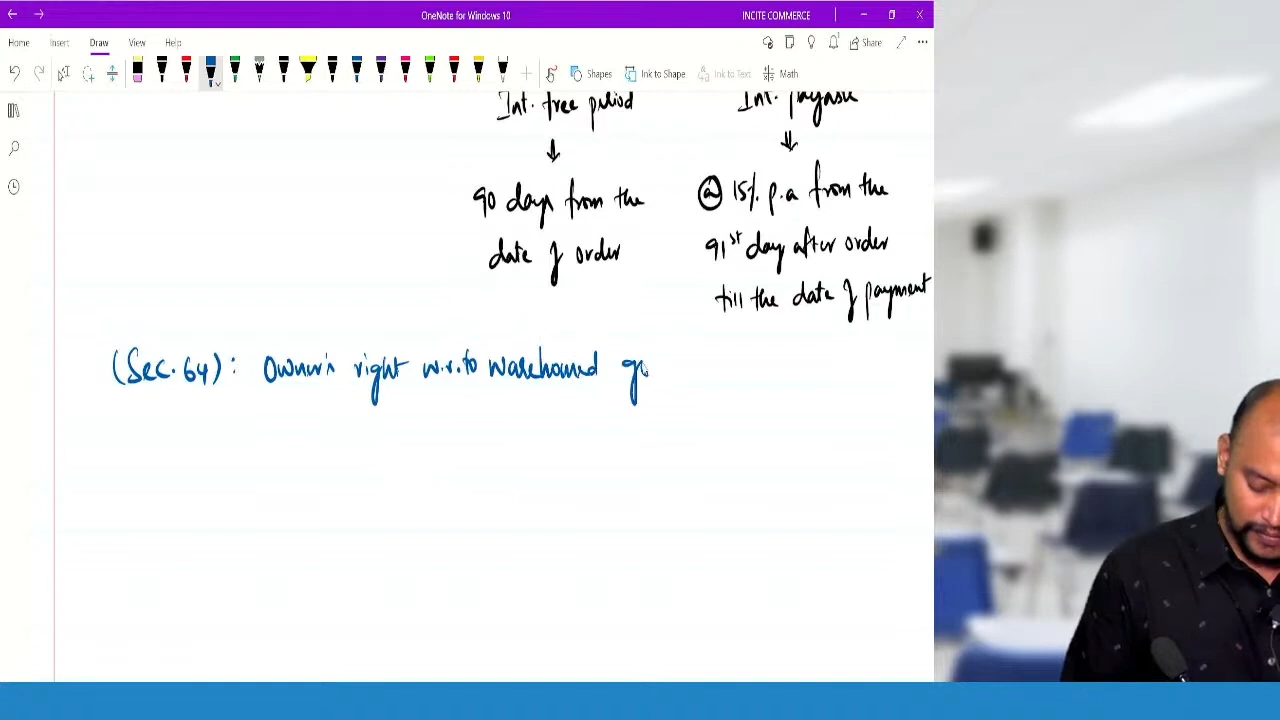 OneNote for Windows 10
INCITE COMMERCE
Home Insert Draw View Help
Share
Shapes Ink to Shape Ink to Text Math
Int. free period
Int. payable
90 days from the
date of order
@ 15% p.a from the
91st day after order
till the date of payment
(Sec. 64): Owner's right w.r.to warehoused go